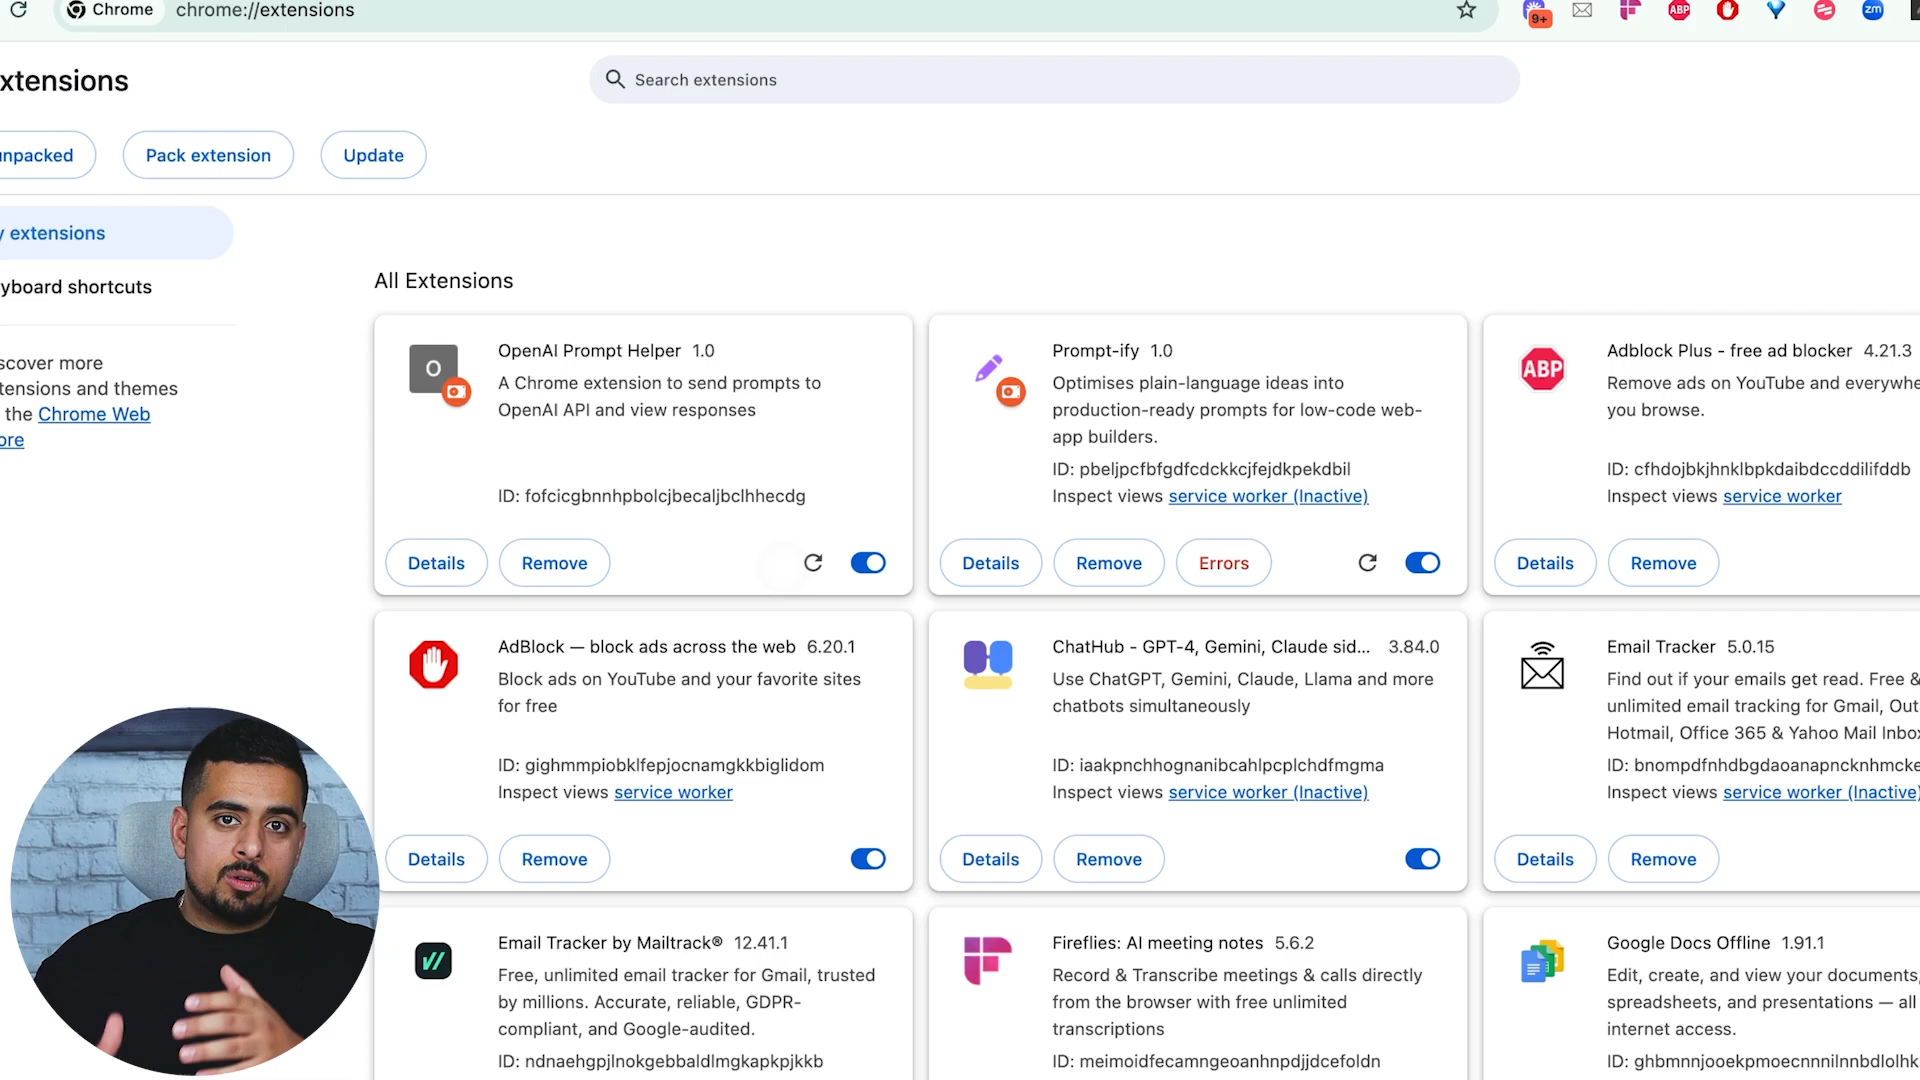 Chrome
chrome://extensions
9+
ABP
zm
xtensions
Search extensions
unpacked
Pack extension
Update
y extensions
yboard shortcuts
scover more
tensions and themes
the Chrome Web
ore
All Extensions
O
OpenAI Prompt Helper 1.0
A Chrome extension to send prompts to
OpenAI API and view responses
ID: fofcicgbnnhpbolcjbecaljbclhhecdg
Details
Remove
Prompt-ify 1.0
Optimises plain-language ideas into
production-ready prompts for low-code web-
app builders.
ID: pbeljpcfbfgdfcdckkcjfejdkpekdbil
Inspect views service worker (Inactive)
Details
Remove
Errors
ABP
Adblock Plus - free ad blocker 4.21.3
Remove ads on YouTube and everywhe
you browse.
ID: cfhdojbkjhnklbpkdaibdccddilifddb
Inspect views service worker
Details
Remove
AdBlock — block ads across the web 6.20.1
Block ads on YouTube and your favorite sites
for free
ID: gighmmpiobklfepjocnamgkkbiglidom
Inspect views service worker
Details
Remove
ChatHub - GPT-4, Gemini, Claude sid... 3.84.0
Use ChatGPT, Gemini, Claude, Llama and more
chatbots simultaneously
ID: iaakpnchhognanibcahlpcplchdfmgma
Inspect views service worker (Inactive)
Details
Remove
Email Tracker 5.0.15
Find out if your emails get read. Free &
unlimited email tracking for Gmail, Out
Hotmail, Office 365 & Yahoo Mail Inbox
ID: bnompdfnhdbgdaoanapncknhmcke
Inspect views service worker (Inactive)
Details
Remove
Email Tracker by Mailtrack® 12.41.1
Free, unlimited email tracker for Gmail, trusted
by millions. Accurate, reliable, GDPR-
compliant, and Google-audited.
ID: ndnaehgpjlnokgebbaldlmgkapkpjkkb
Fireflies: AI meeting notes 5.6.2
Record & Transcribe meetings & calls directly
from the browser with free unlimited
transcriptions
ID: meimoidfecamngeoanhnpdjjdcefoldn
Google Docs Offline 1.91.1
Edit, create, and view your documents,
spreadsheets, and presentations — all
internet access.
ID: ghbmnnjooekpmoecnnnilnnbdlolhk